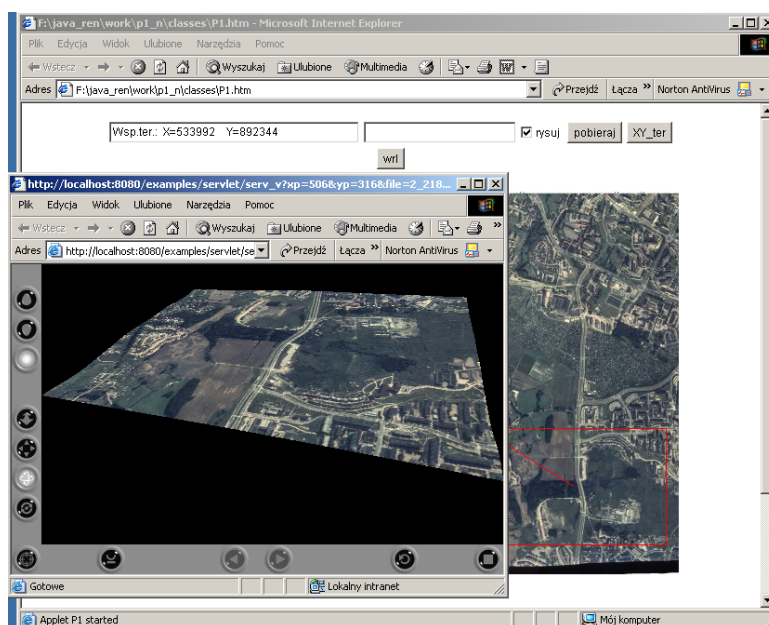 F:\java_ren\work\p1_n\classes\P1.htm - Microsoft Internet Explorer
Plik Edycja Widok Ulubione Narzędzia Pomoc
Wstecz Wyszukaj Ulubione Multimedia
Adres F:\java_ren\work\p1_n\classes\P1.htm Przejdź Łącza » Norton AntiVirus
Wsp.ter.: X=533992 Y=892344 rysuj pobieraj XY_ter
wrl
http://localhost:8080/examples/servlet/serv_v?xp=506&yp=316&file=2_218...
Plik Edycja Widok Ulubione Narzędzia Pomoc
Wstecz Wyszukaj Ulubione Multimedia »
Adres http://localhost:8080/examples/servlet/se Przejdź Łącza » Norton AntiVirus
Gotowe Lokalny intranet
Applet P1 started Mój komputer